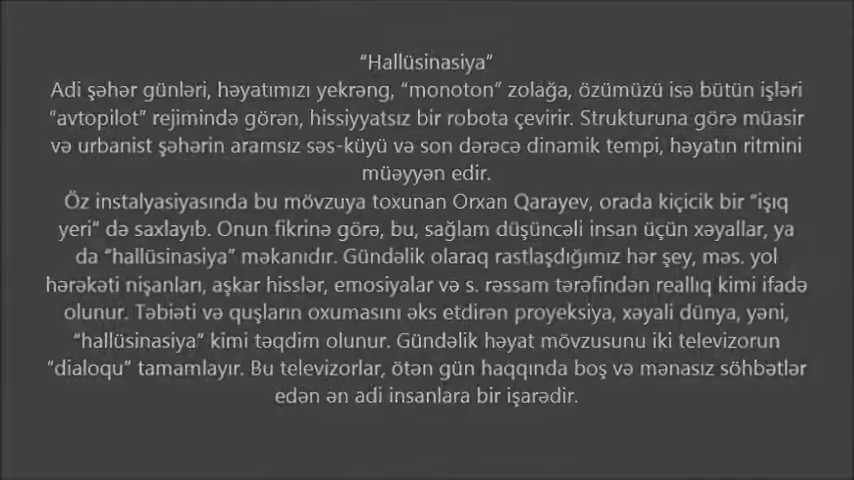 “Hallüsinasiya”
Adi şəhər günləri, həyatımızı yekrəng, “monoton” zolağa, özümüzü isə bütün işləri
“avtopilot” rejimində görən, hissiyyatsız bir robota çevirir. Strukturuna görə müasir
və urbanist şəhərin aramsız səs-küyü və son dərəcə dinamik tempi, həyatın ritmini
müəyyən edir.
Öz instalyasiyasında bu mövzuya toxunan Orxan Qarayev, orada kiçicik bir “işıq
yeri” də saxlayıb. Onun fikrinə görə, bu, sağlam düşüncəli insan üçün xəyallar, ya
da “hallüsinasiya” məkanıdır. Gündəlik olaraq rastlaşdığımız hər şey, məs. yol
hərəkəti nişanları, aşkar hisslər, emosiyalar və s. rəssam tərəfindən reallıq kimi ifadə
olunur. Təbiəti və quşların oxumasını əks etdirən proyeksiya, xəyali dünya, yəni,
“hallüsinasiya” kimi təqdim olunur. Gündəlik həyat mövzusunu iki televizorun
“dialoqu” tamamlayır. Bu televizorlar, ötən gün haqqında boş və mənasız söhbətlər
edən ən adi insanlara bir işarədir.